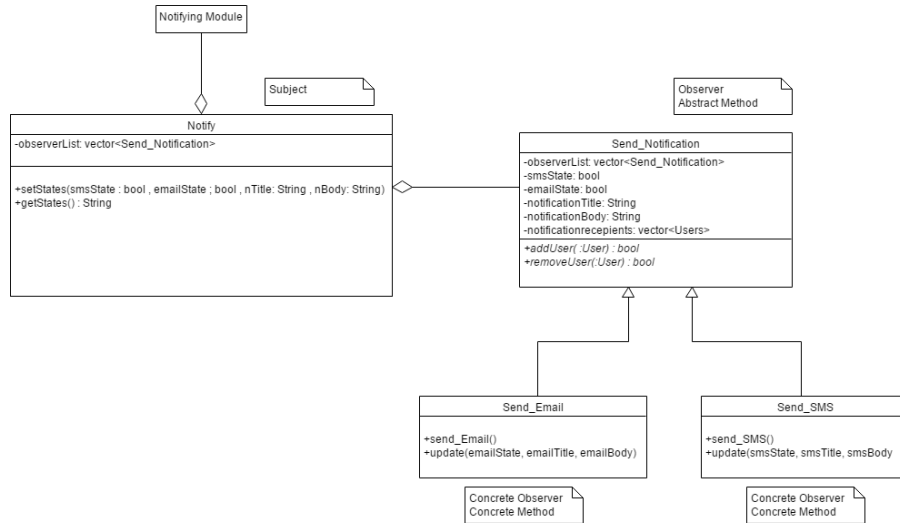 Notifying Module
Subject
Observer
Abstract Method
Notify
-observerList: vector<Send_Notification>
+setStates(smsState : bool , emailState ; bool , nTitle: String , nBody: String)
+getStates() : String
Send_Notification
-observerList: vector<Send_Notification>
-smsState: bool
-emailState: bool
-notificationTitle: String
-notificationBody: String
-notificationrecepients: vector<Users>
+addUser( :User) : bool
+removeUser(:User) : bool
Send_Email
+send_Email()
+update(emailState, emailTitle, emailBody)
Send_SMS
+send_SMS()
+update(smsState, smsTitle, smsBody
Concrete Observer
Concrete Method
Concrete Observer
Concrete Method